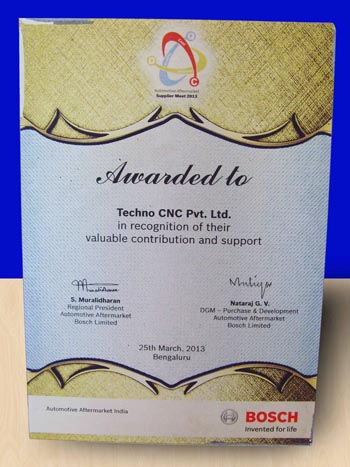 Automotive Aftermarket
Supplier Meet 2013
Awarded to
Techno CNC Pvt. Ltd.
in recognition of their
valuable contribution and support
S. Muralidharan
Regional President
Automotive Aftermarket
Bosch Limited
Nataraj G. V.
DGM – Purchase & Development
Automotive Aftermarket
Bosch Limited
25th March, 2013
Bengaluru
Automotive Aftermarket India
BOSCH
Invented for life